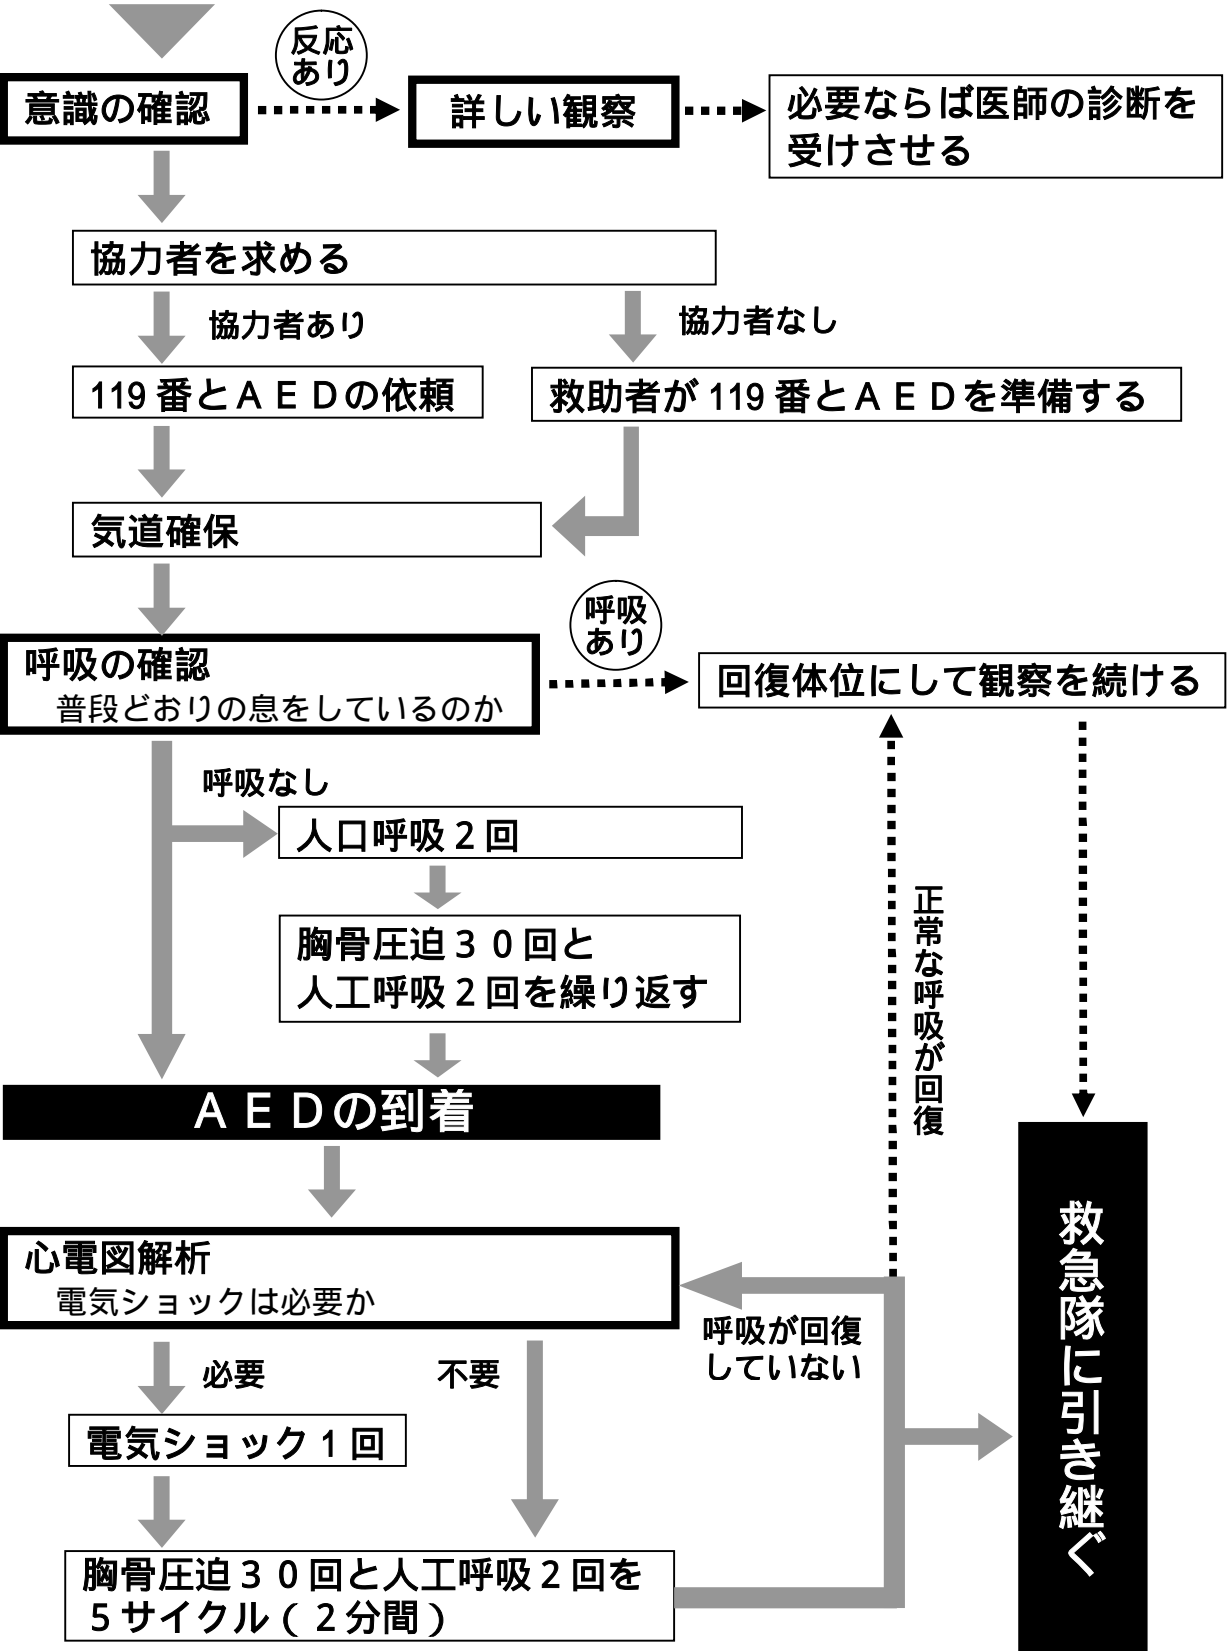 反応
あり
意識の確認
詳しい観察
必要ならば医師の診断を
受けさせる
協力者を求める
協力者あり
協力者なし
119番とＡＥＤの依頼
救助者が119番とＡＥＤを準備する
気道確保
呼吸
あり
呼吸の確認
普段どおりの息をしているのか
回復体位にして観察を続ける
呼吸なし
人口呼吸２回
胸骨圧迫３０回と
人工呼吸２回を繰り返す
正常な呼吸が回復
ＡＥＤの到着
心電図解析
電気ショックは必要か
呼吸が回復
していない
必要
不要
電気ショック１回
胸骨圧迫３０回と人工呼吸２回を
５サイクル（２分間）
救急隊に引き継ぐ